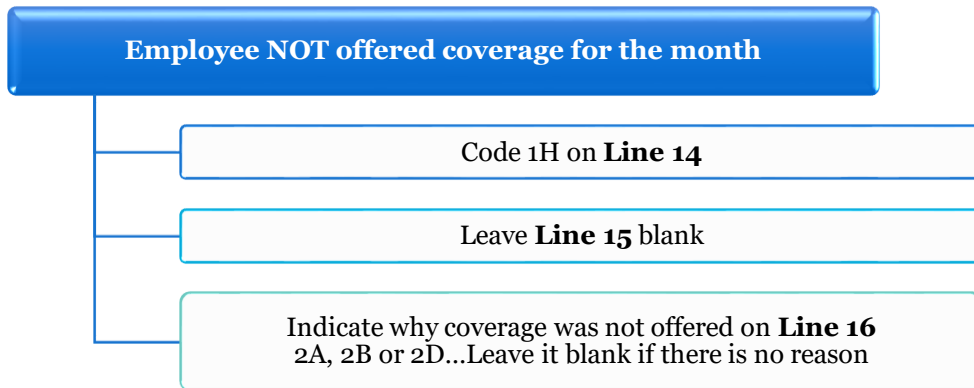 Employee NOT offered coverage for the month
Code 1H on Line 14
Leave Line 15 blank
Indicate why coverage was not offered on Line 16
2A, 2B or 2D...Leave it blank if there is no reason